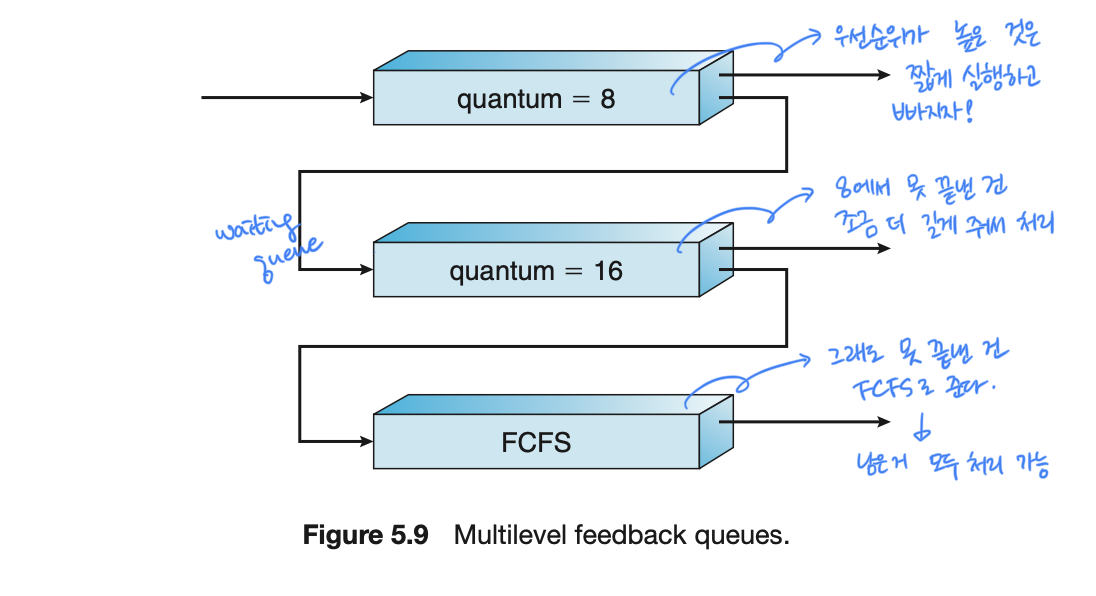 우선순위가 높은 것은
quantum = 8
짧게 실행하고
빠지자!
8에서 못 끝낸 건
조금 더 길게 줘서 처리
waiting
queue
quantum = 16
그래도 못 끝낸 건
FCFS로 준다.
FCFS
남은거 모두 처리 가능
Figure 5.9 Multilevel feedback queues.